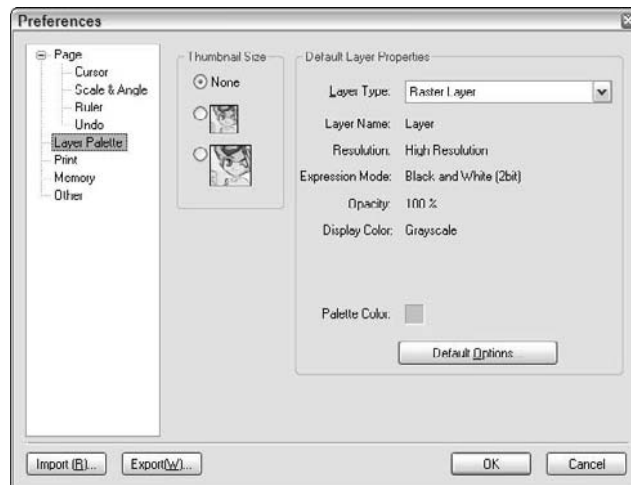 Preferences
Page
Cursor
Scale & Angle
Ruler
Undo
Layer Palette
Print
Memory
Other
Thumbnail Size
None
Default Layer Properties
Layer Type: Raster Layer
Layer Name: Layer
Resolution: High Resolution
Expression Mode: Black and White (2bit)
Opacity: 100 %
Display Color: Grayscale
Palette Color:
Default Options...
Import (R)... Export(W)... OK Cancel